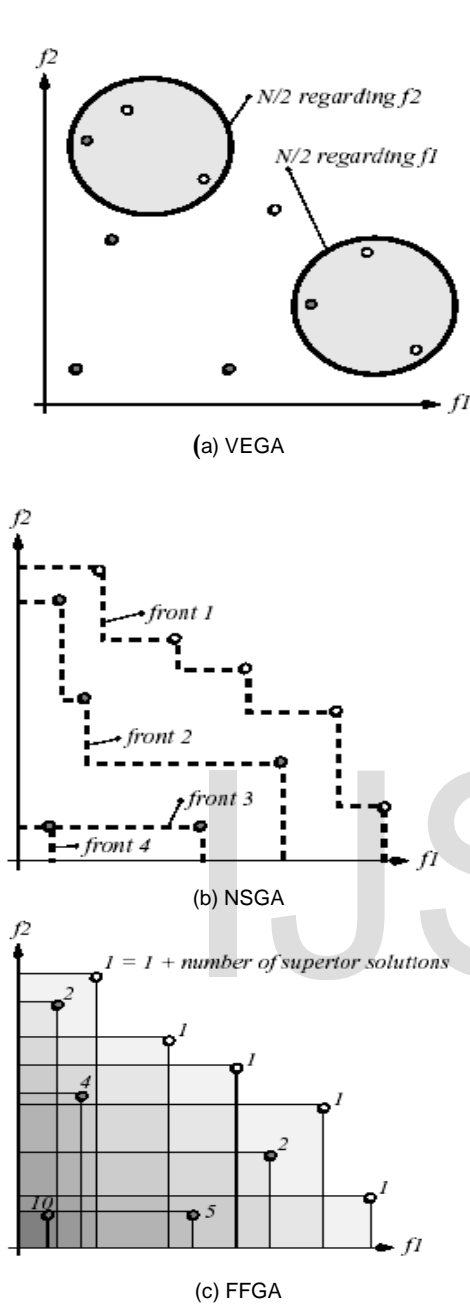 f2
N/2 regarding f2
N/2 regarding f1
f1
(a) VEGA
f2
front 1
front 2
front 3
front 4
f1
(b) NSGA
IJS
f2
1 = 1 + number of superior solutions
2
1
1
4
1
2
1
10
5
f1
(c) FFGA